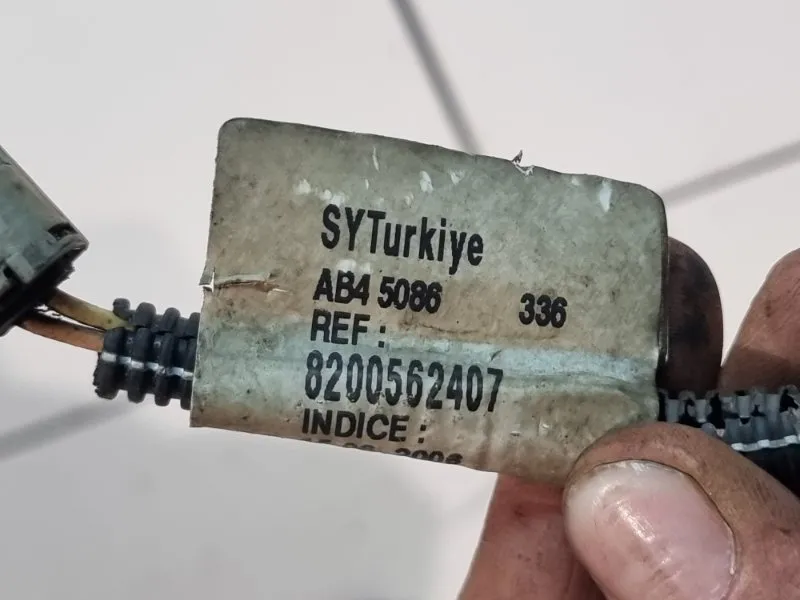 SYTurkiye
AB4 5086 336
REF :
8200562407
INDICE :